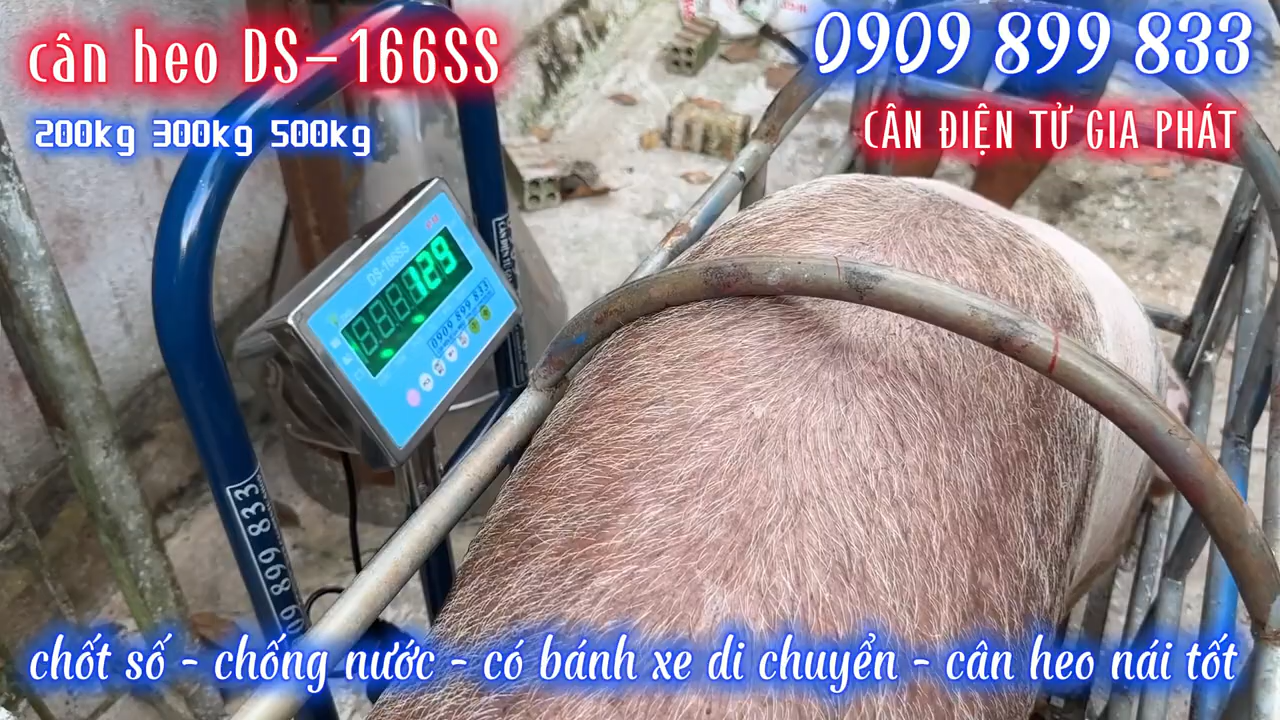 cân heo DS-166SS
0909 899 833
200kg 300kg 500kg
CÂN ĐIỆN TỬ GIA PHÁT
DS-166SS
129
0909 899 833
09 899 833
chốt số - chống nước - có bánh xe di chuyển - cân heo nái tốt